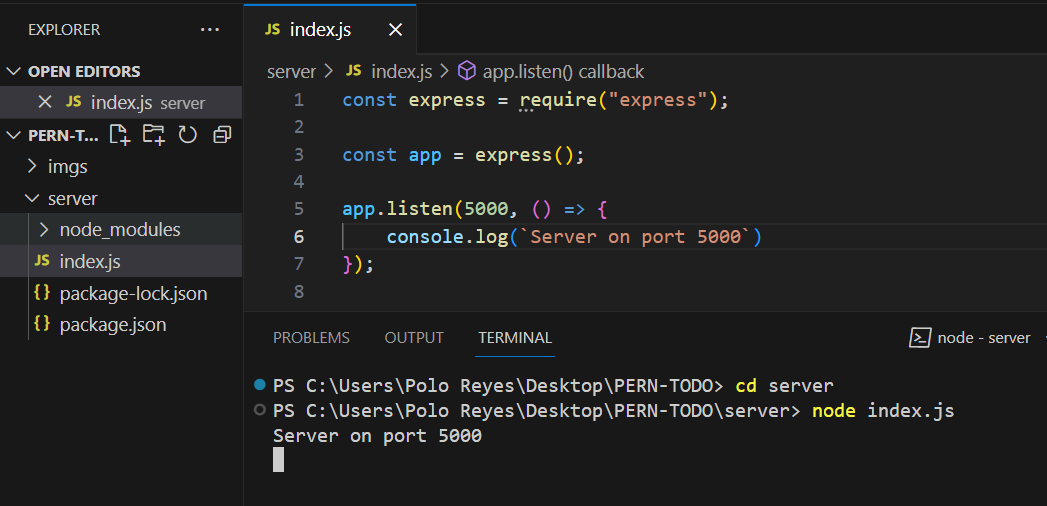 EXPLORER
OPEN EDITORS
JS index.js server
PERN-T...
imgs
server
node_modules
JS index.js
{} package-lock.json
{} package.json
JS index.js
server > JS index.js > app.listen() callback
1 const express = require("express");
2
3 const app = express();
4
5 app.listen(5000, () => {
6 console.log(`Server on port 5000`)
7 });
8
PROBLEMS OUTPUT TERMINAL node - server
PS C:\Users\Polo Reyes\Desktop\PERN-TODO> cd server
PS C:\Users\Polo Reyes\Desktop\PERN-TODO\server> node index.js
Server on port 5000